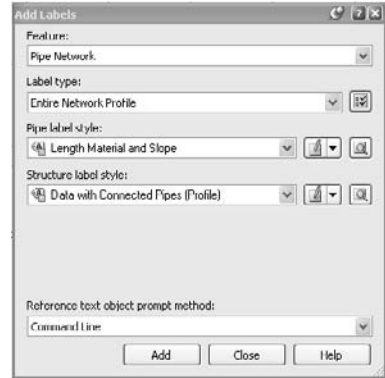 Add Labels
Feature:
Pipe Network
Label type:
Entire Network Profile
Pipe label style:
Length Material and Slope
Structure label style:
Data with Connected Pipes (Profile)
Reference text object prompt method:
Command Line
Add Close Help